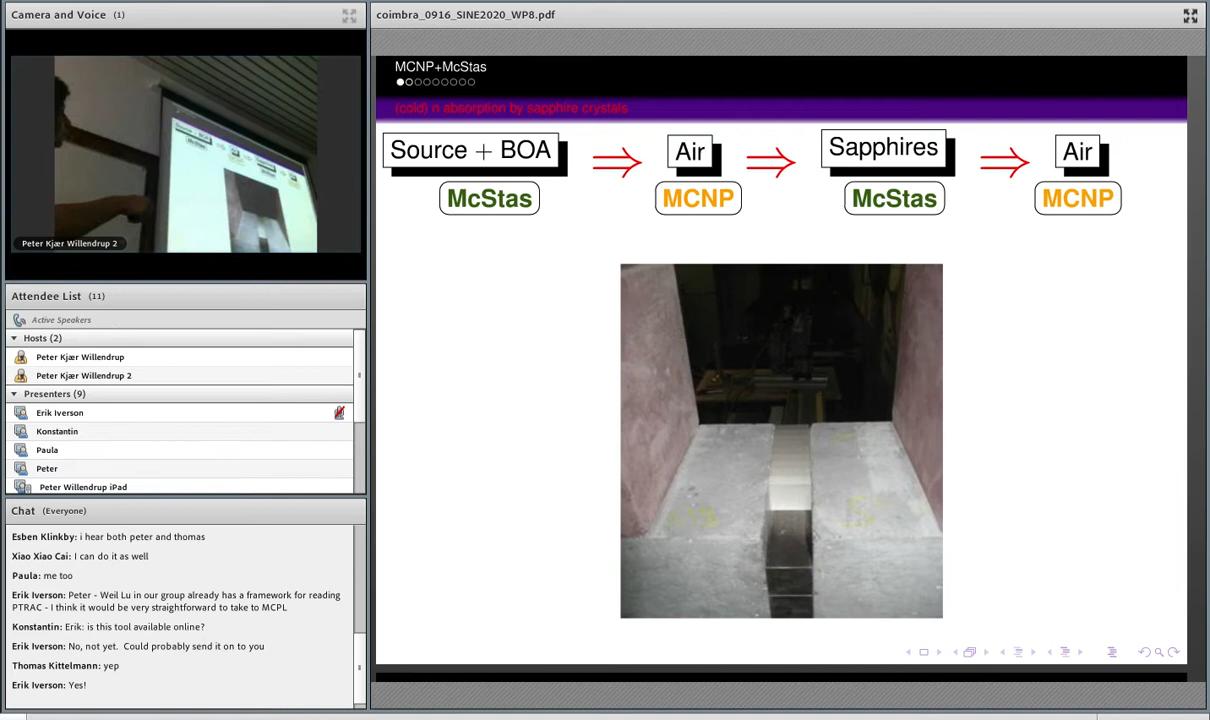 Camera and Voice (1)
Peter Kjær Willendrup 2
Attendee List (11)
Active Speakers
Hosts (2)
Peter Kjær Willendrup
Peter Kjær Willendrup 2
Presenters (9)
Erik Iverson
Konstantin
Paula
Peter
Peter Willendrup iPad
Chat (Everyone)
Esben Klinkby: i hear both peter and thomas
Xiao Xiao Cai: I can do it as well
Paula: me too
Erik Iverson: Peter - Weil Lu in our group already has a framework for reading
PTRAC - I think it would be very straightforward to take to MCPL
Konstantin: Erik: is this tool available online?
Erik Iverson: No, not yet. Could probably send it on to you
Thomas Kittelmann: yep
Erik Iverson: Yes!
coimbra_0916_SINE2020_WP8.pdf
MCNP+McStas
(cold) n absorption by sapphire crystals
Source + BOA ⇒ Air ⇒ Sapphires ⇒ Air
McStas MCNP McStas MCNP